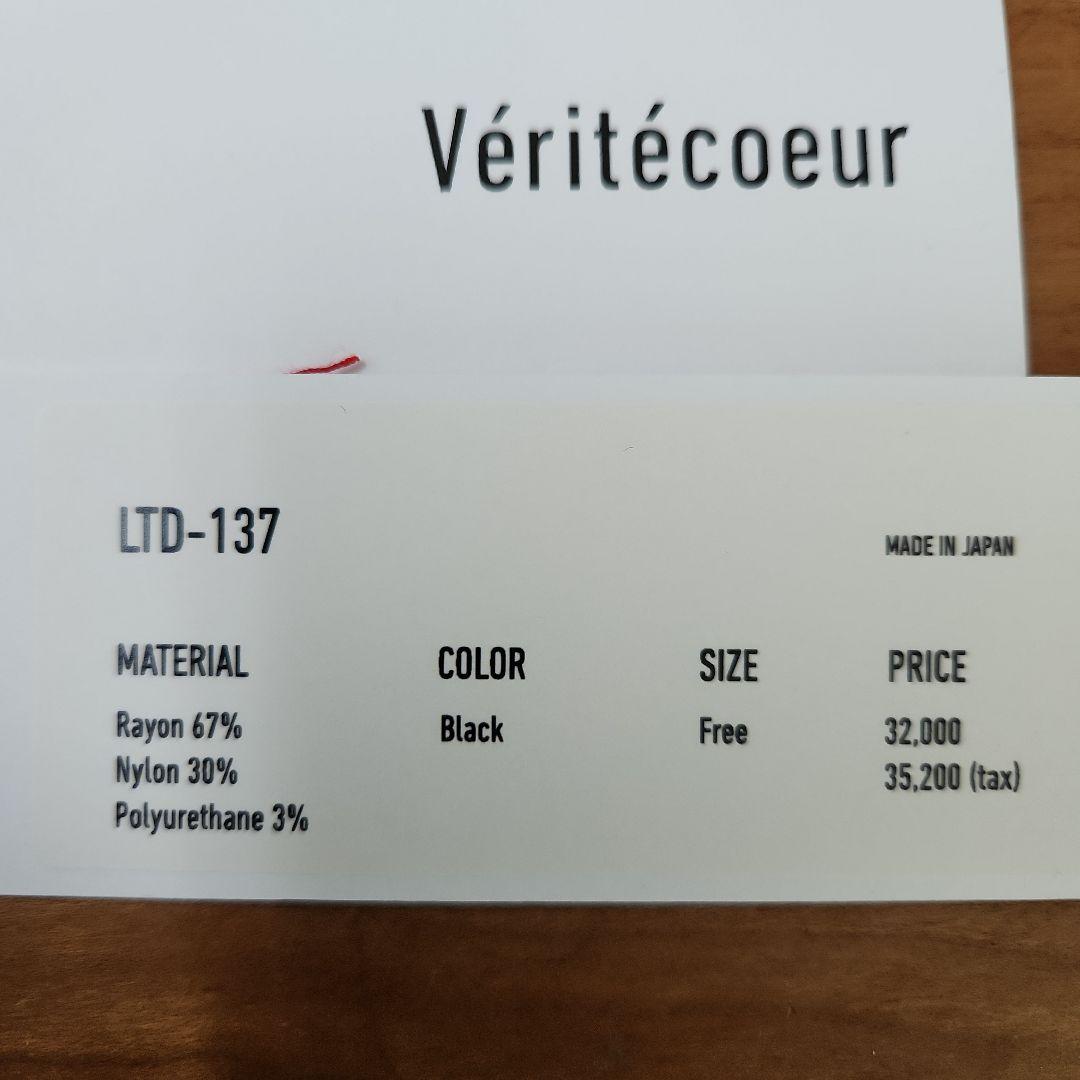 Véritécoeur
LTD-137
MADE IN JAPAN
MATERIAL
Rayon 67%
Nylon 30%
Polyurethane 3%
COLOR
Black
SIZE
Free
PRICE
32,000
35,200 (tax)